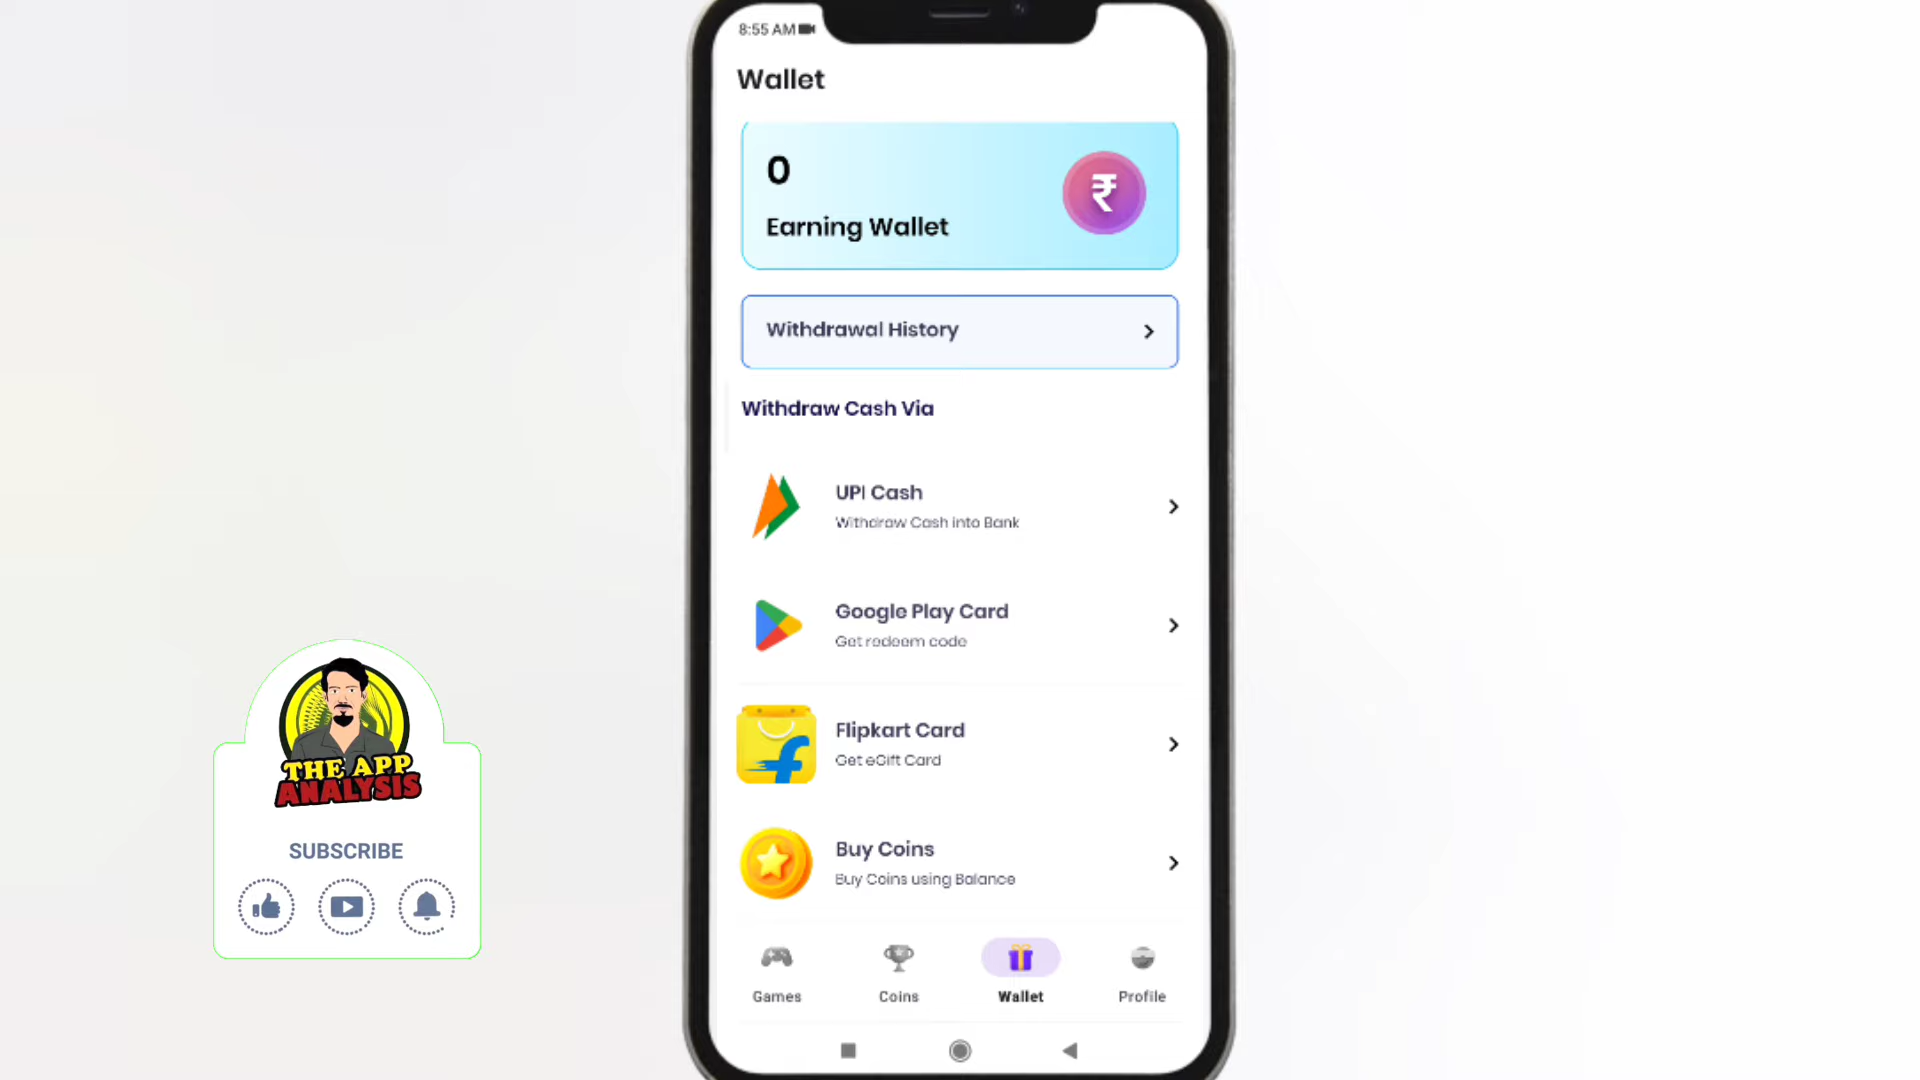 8:55 AM
Wallet
0
Earning Wallet
₹
Withdrawal History
Withdraw Cash Via
UPI Cash
Withdraw Cash into Bank
Google Play Card
Get redeem code
Flipkart Card
Get eGift Card
Buy Coins
Buy Coins using Balance
Games
Coins
Wallet
Profile
THE APP
ANALYSIS
SUBSCRIBE